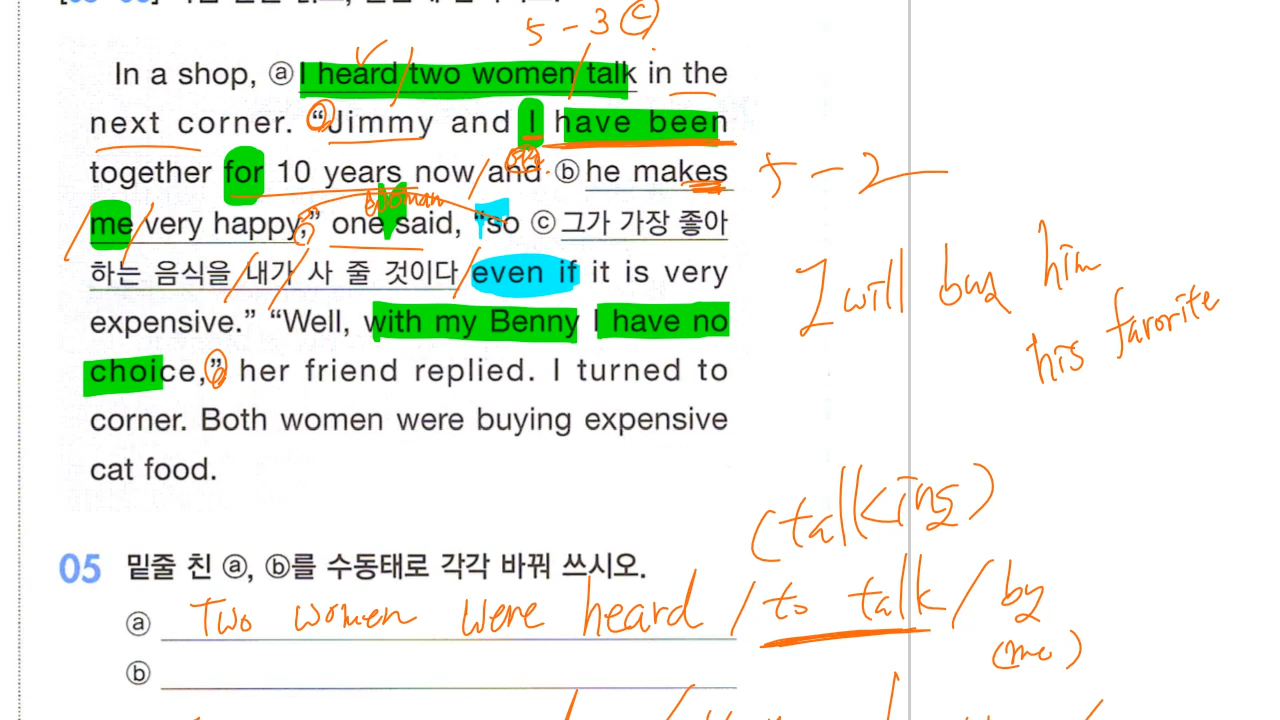 5 - 3 ⓒ
In a shop, ⓐ I heard two women talk in the
next corner. “Jimmy and I have been
together for 10 years now and ⓑ he makes
5 - 2
woman
me very happy,” one said, “so ⓒ 그가 가장 좋아
하는 음식을 내가 사 줄 것이다 even if it is very
I will buy him
his favorite
expensive.” “Well, with my Benny I have no
choice,” her friend replied. I turned to
corner. Both women were buying expensive
cat food.
(talking)
05 밑줄 친 ⓐ, ⓑ를 수동태로 각각 바꿔 쓰시오.
ⓐ Two women were heard / to talk / by
(me)
ⓑ